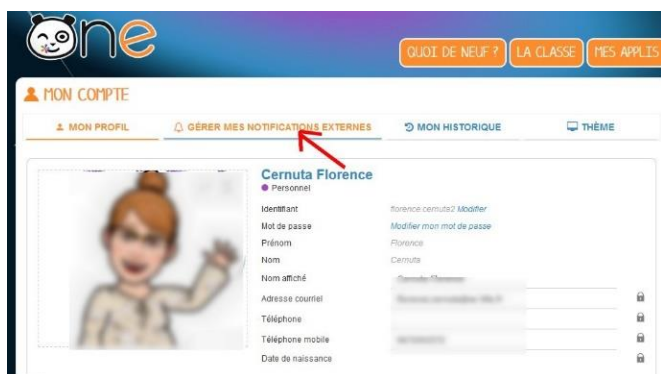 one
QUOI DE NEUF ? LA CLASSE MES APPLIS
MON COMPTE
MON PROFIL GÉRER MES NOTIFICATIONS EXTERNES MON HISTORIQUE THÈME
Cernuta Florence
Personnel
Identifiant florence.cernuta2 Modifier
Mot de passe Modifier mon mot de passe
Prénom Florence
Nom Cernuta
Nom affiché
Adresse courriel
Téléphone
Téléphone mobile
Date de naissance